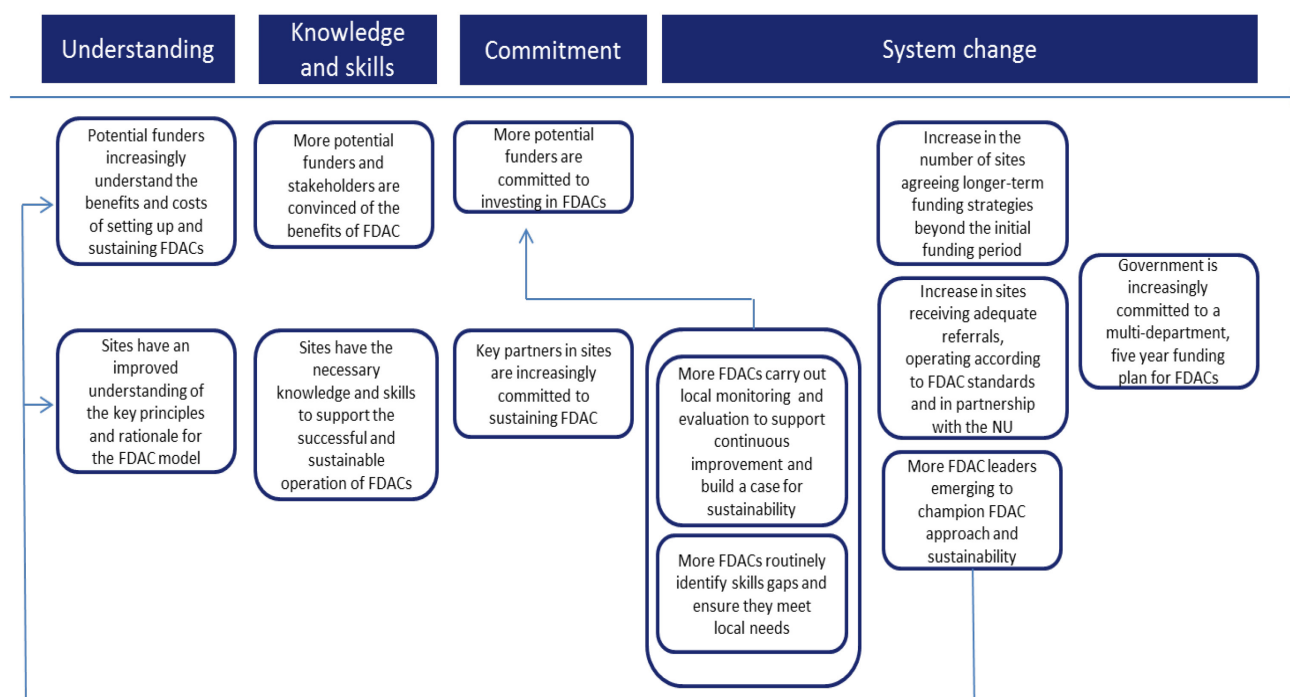 Understanding
Knowledge
and skills
Commitment
System change
Potential funders
increasingly
understand the
benefits and costs
of setting up and
sustaining FDACs
More potential
funders and
stakeholders are
convinced of the
benefits of FDAC
More potential
funders are
committed to
investing in FDACs
Increase in the
number of sites
agreeing longer-term
funding strategies
beyond the initial
funding period
Government is
increasingly
committed to a
multi-department,
five year funding
plan for FDACs
Sites have an
improved
understanding of
the key principles
and rationale for
the FDAC model
Sites have the
necessary
knowledge and skills
to support the
successful and
sustainable
operation of FDACs
Key partners in sites
are increasingly
committed to
sustaining FDAC
More FDACs carry out
local monitoring and
evaluation to support
continuous
improvement and
build a case for
sustainability
More FDACs routinely
identify skills gaps and
ensure they meet
local needs
Increase in sites
receiving adequate
referrals,
operating according
to FDAC standards
and in partnership
with the NU
More FDAC leaders
emerging to
champion FDAC
approach and
sustainability